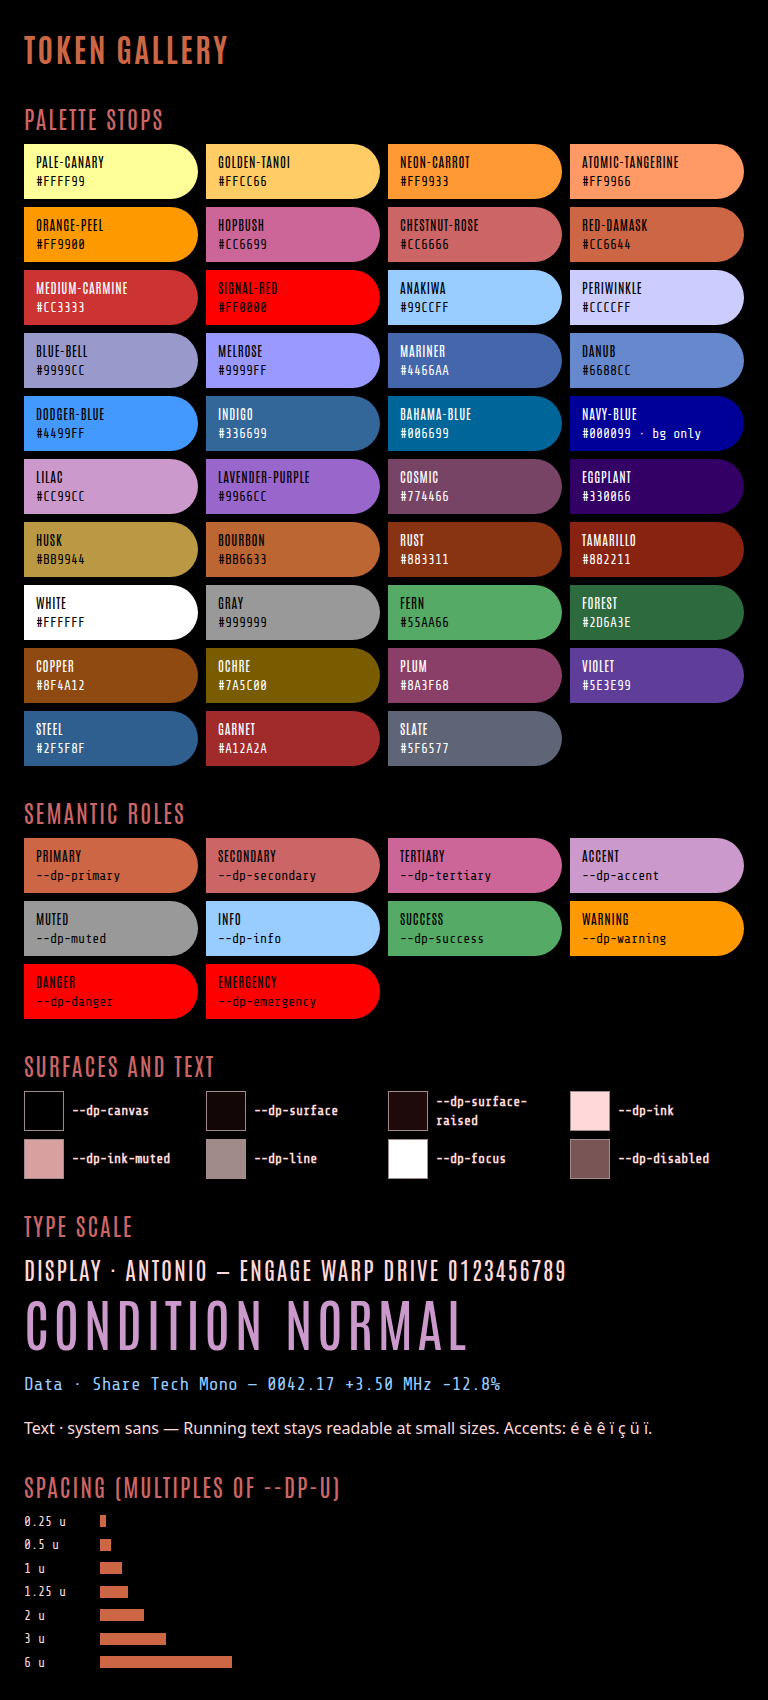 TOKEN GALLERY
PALETTE STOPS
PALE-CANARY
#FFFF99
GOLDEN-TANOI
#FFCC66
NEON-CARROT
#FF9933
ATOMIC-TANGERINE
#FF9966
ORANGE-PEEL
#FF9900
HOPBUSH
#CC6699
CHESTNUT-ROSE
#CC6666
RED-DAMASK
#CC6644
MEDIUM-CARMINE
#CC3333
SIGNAL-RED
#FF0000
ANAKIWA
#99CCFF
PERIWINKLE
#CCCCFF
BLUE-BELL
#9999CC
MELROSE
#9999FF
MARINER
#4466AA
DANUB
#6688CC
DODGER-BLUE
#4499FF
INDIGO
#336699
BAHAMA-BLUE
#006699
NAVY-BLUE
#000099 · bg only
LILAC
#CC99CC
LAVENDER-PURPLE
#9966CC
COSMIC
#774466
EGGPLANT
#330066
HUSK
#BB9944
BOURBON
#BB6633
RUST
#883311
TAMARILLO
#882211
WHITE
#FFFFFF
GRAY
#999999
FERN
#55AA66
FOREST
#2D6A3E
COPPER
#8F4A12
OCHRE
#7A5C00
PLUM
#8A3F68
VIOLET
#5E3E99
STEEL
#2F5F8F
GARNET
#A12A2A
SLATE
#5F6577
SEMANTIC ROLES
PRIMARY
--dp-primary
SECONDARY
--dp-secondary
TERTIARY
--dp-tertiary
ACCENT
--dp-accent
MUTED
--dp-muted
INFO
--dp-info
SUCCESS
--dp-success
WARNING
--dp-warning
DANGER
--dp-danger
EMERGENCY
--dp-emergency
SURFACES AND TEXT
--dp-canvas
--dp-surface
--dp-surface-
raised
--dp-ink
--dp-ink-muted
--dp-line
--dp-focus
--dp-disabled
TYPE SCALE
DISPLAY · ANTONIO — ENGAGE WARP DRIVE 0123456789
CONDITION NORMAL
Data · Share Tech Mono — 0042.17 +3.50 MHz −12.8%
Text · system sans — Running text stays readable at small sizes. Accents: é è ê ï ç ü ï.
SPACING (MULTIPLES OF --DP-U)
0.25 u
0.5 u
1 u
1.25 u
2 u
3 u
6 u